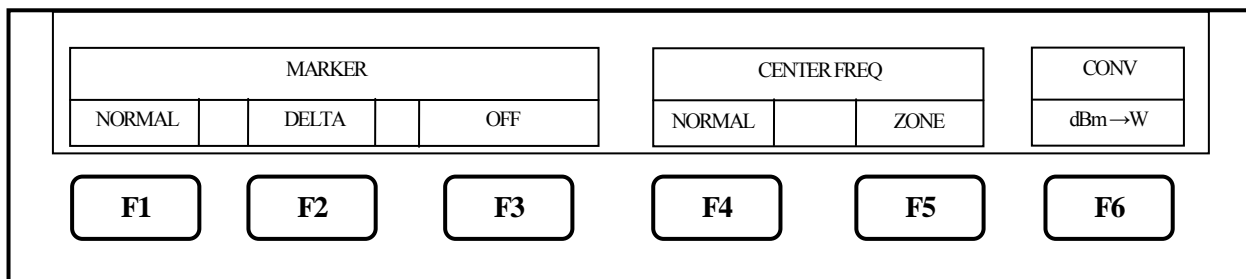 MARKER CENTER FREQ CONV
NORMAL DELTA OFF NORMAL ZONE dBm→W
F1 F2 F3 F4 F5 F6